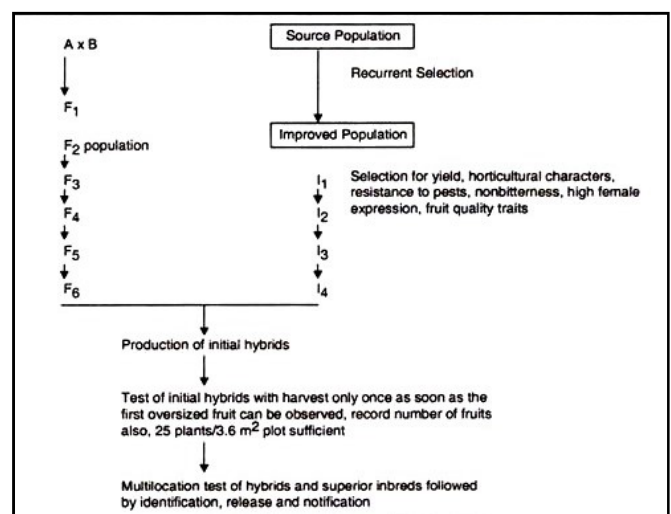 A x B
F1
F2 population
F3
F4
F5
F6
Source Population
Recurrent Selection
Improved Population
I1
I2
I3
I4
Selection for yield, horticultural characters,
resistance to pests, nonbitterness, high female
expression, fruit quality traits
Production of initial hybrids
Test of initial hybrids with harvest only once as soon as the
first oversized fruit can be observed, record number of fruits
also, 25 plants/3.6 m2 plot sufficient
Multilocation test of hybrids and superior inbreds followed
by identification, release and notification